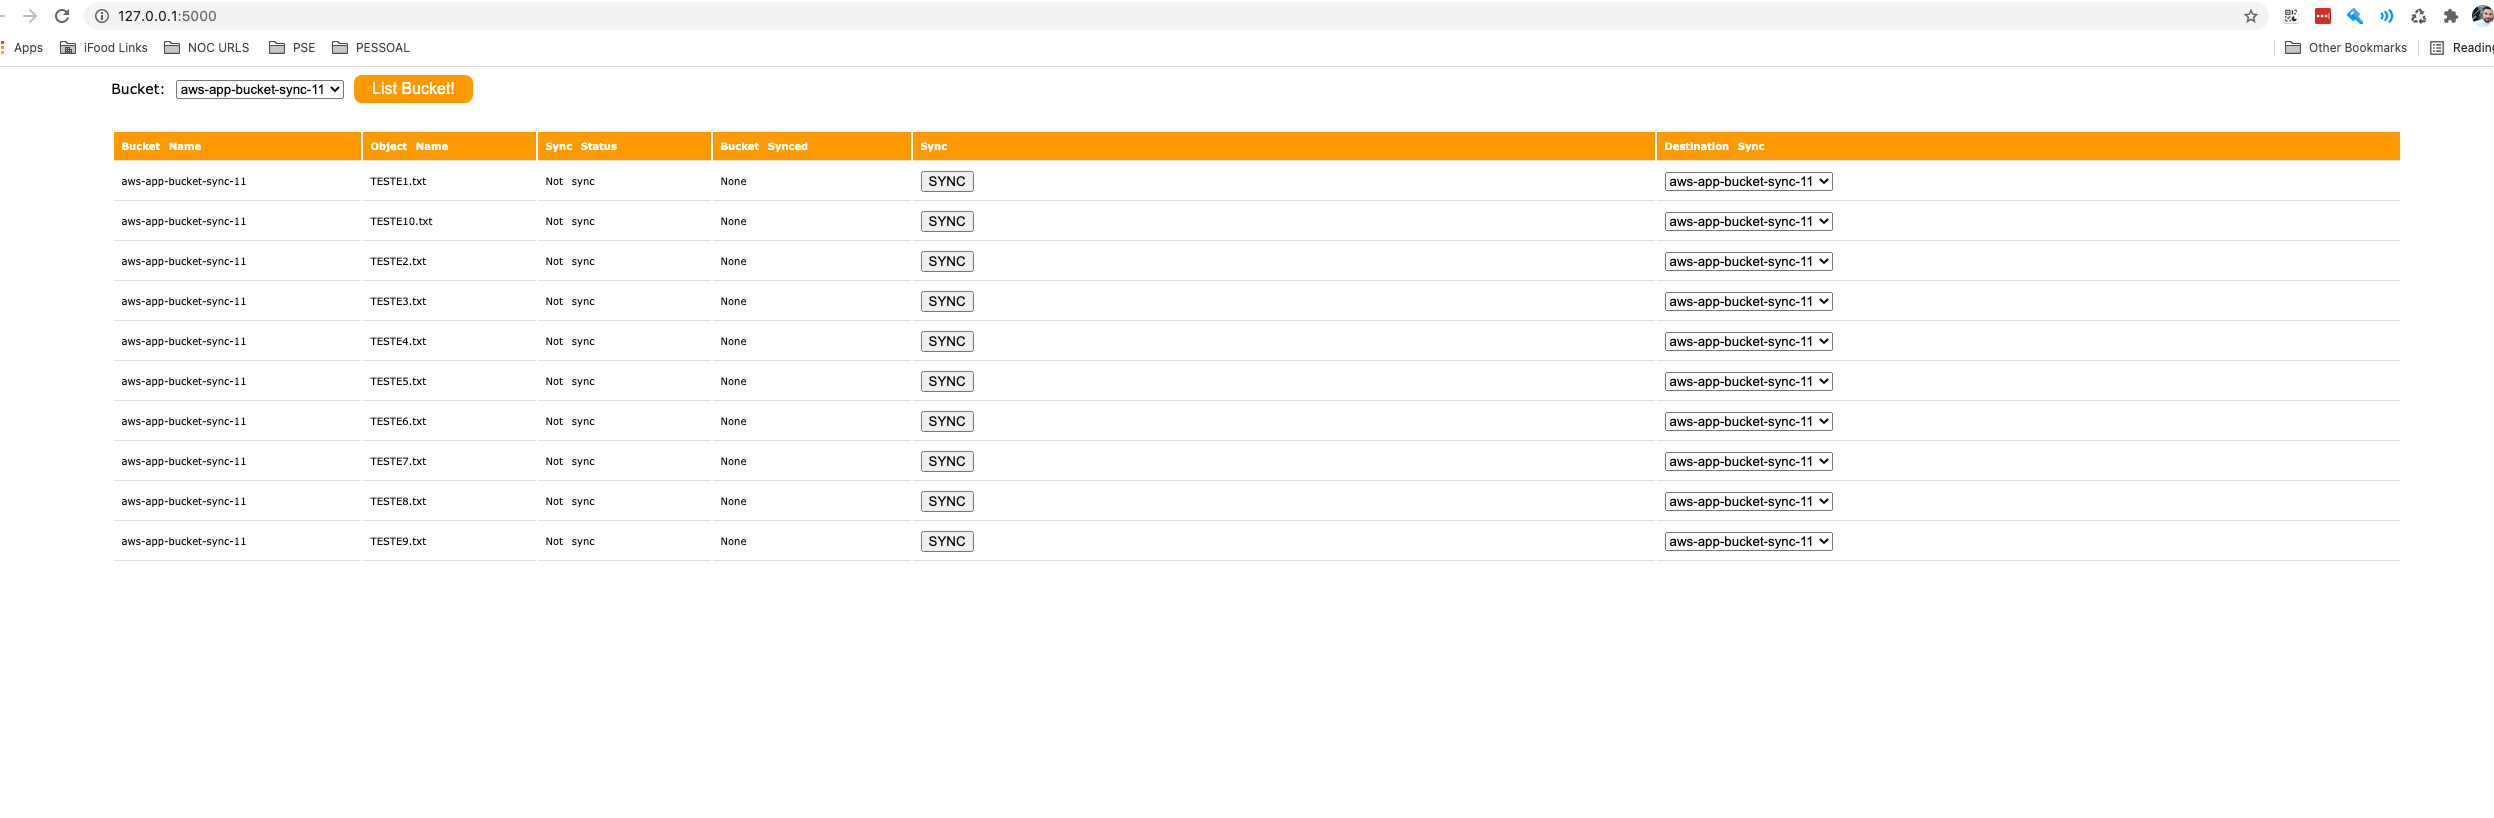 127.0.0.1:5000
Apps iFood Links NOC URLS PSE PESSOAL Other Bookmarks Reading
Bucket: aws-app-bucket-sync-11 List Bucket!
Bucket Name Object Name Sync Status Bucket Synced Sync Destination Sync
aws-app-bucket-sync-11 TESTE1.txt Not sync None SYNC aws-app-bucket-sync-11
aws-app-bucket-sync-11 TESTE10.txt Not sync None SYNC aws-app-bucket-sync-11
aws-app-bucket-sync-11 TESTE2.txt Not sync None SYNC aws-app-bucket-sync-11
aws-app-bucket-sync-11 TESTE3.txt Not sync None SYNC aws-app-bucket-sync-11
aws-app-bucket-sync-11 TESTE4.txt Not sync None SYNC aws-app-bucket-sync-11
aws-app-bucket-sync-11 TESTE5.txt Not sync None SYNC aws-app-bucket-sync-11
aws-app-bucket-sync-11 TESTE6.txt Not sync None SYNC aws-app-bucket-sync-11
aws-app-bucket-sync-11 TESTE7.txt Not sync None SYNC aws-app-bucket-sync-11
aws-app-bucket-sync-11 TESTE8.txt Not sync None SYNC aws-app-bucket-sync-11
aws-app-bucket-sync-11 TESTE9.txt Not sync None SYNC aws-app-bucket-sync-11